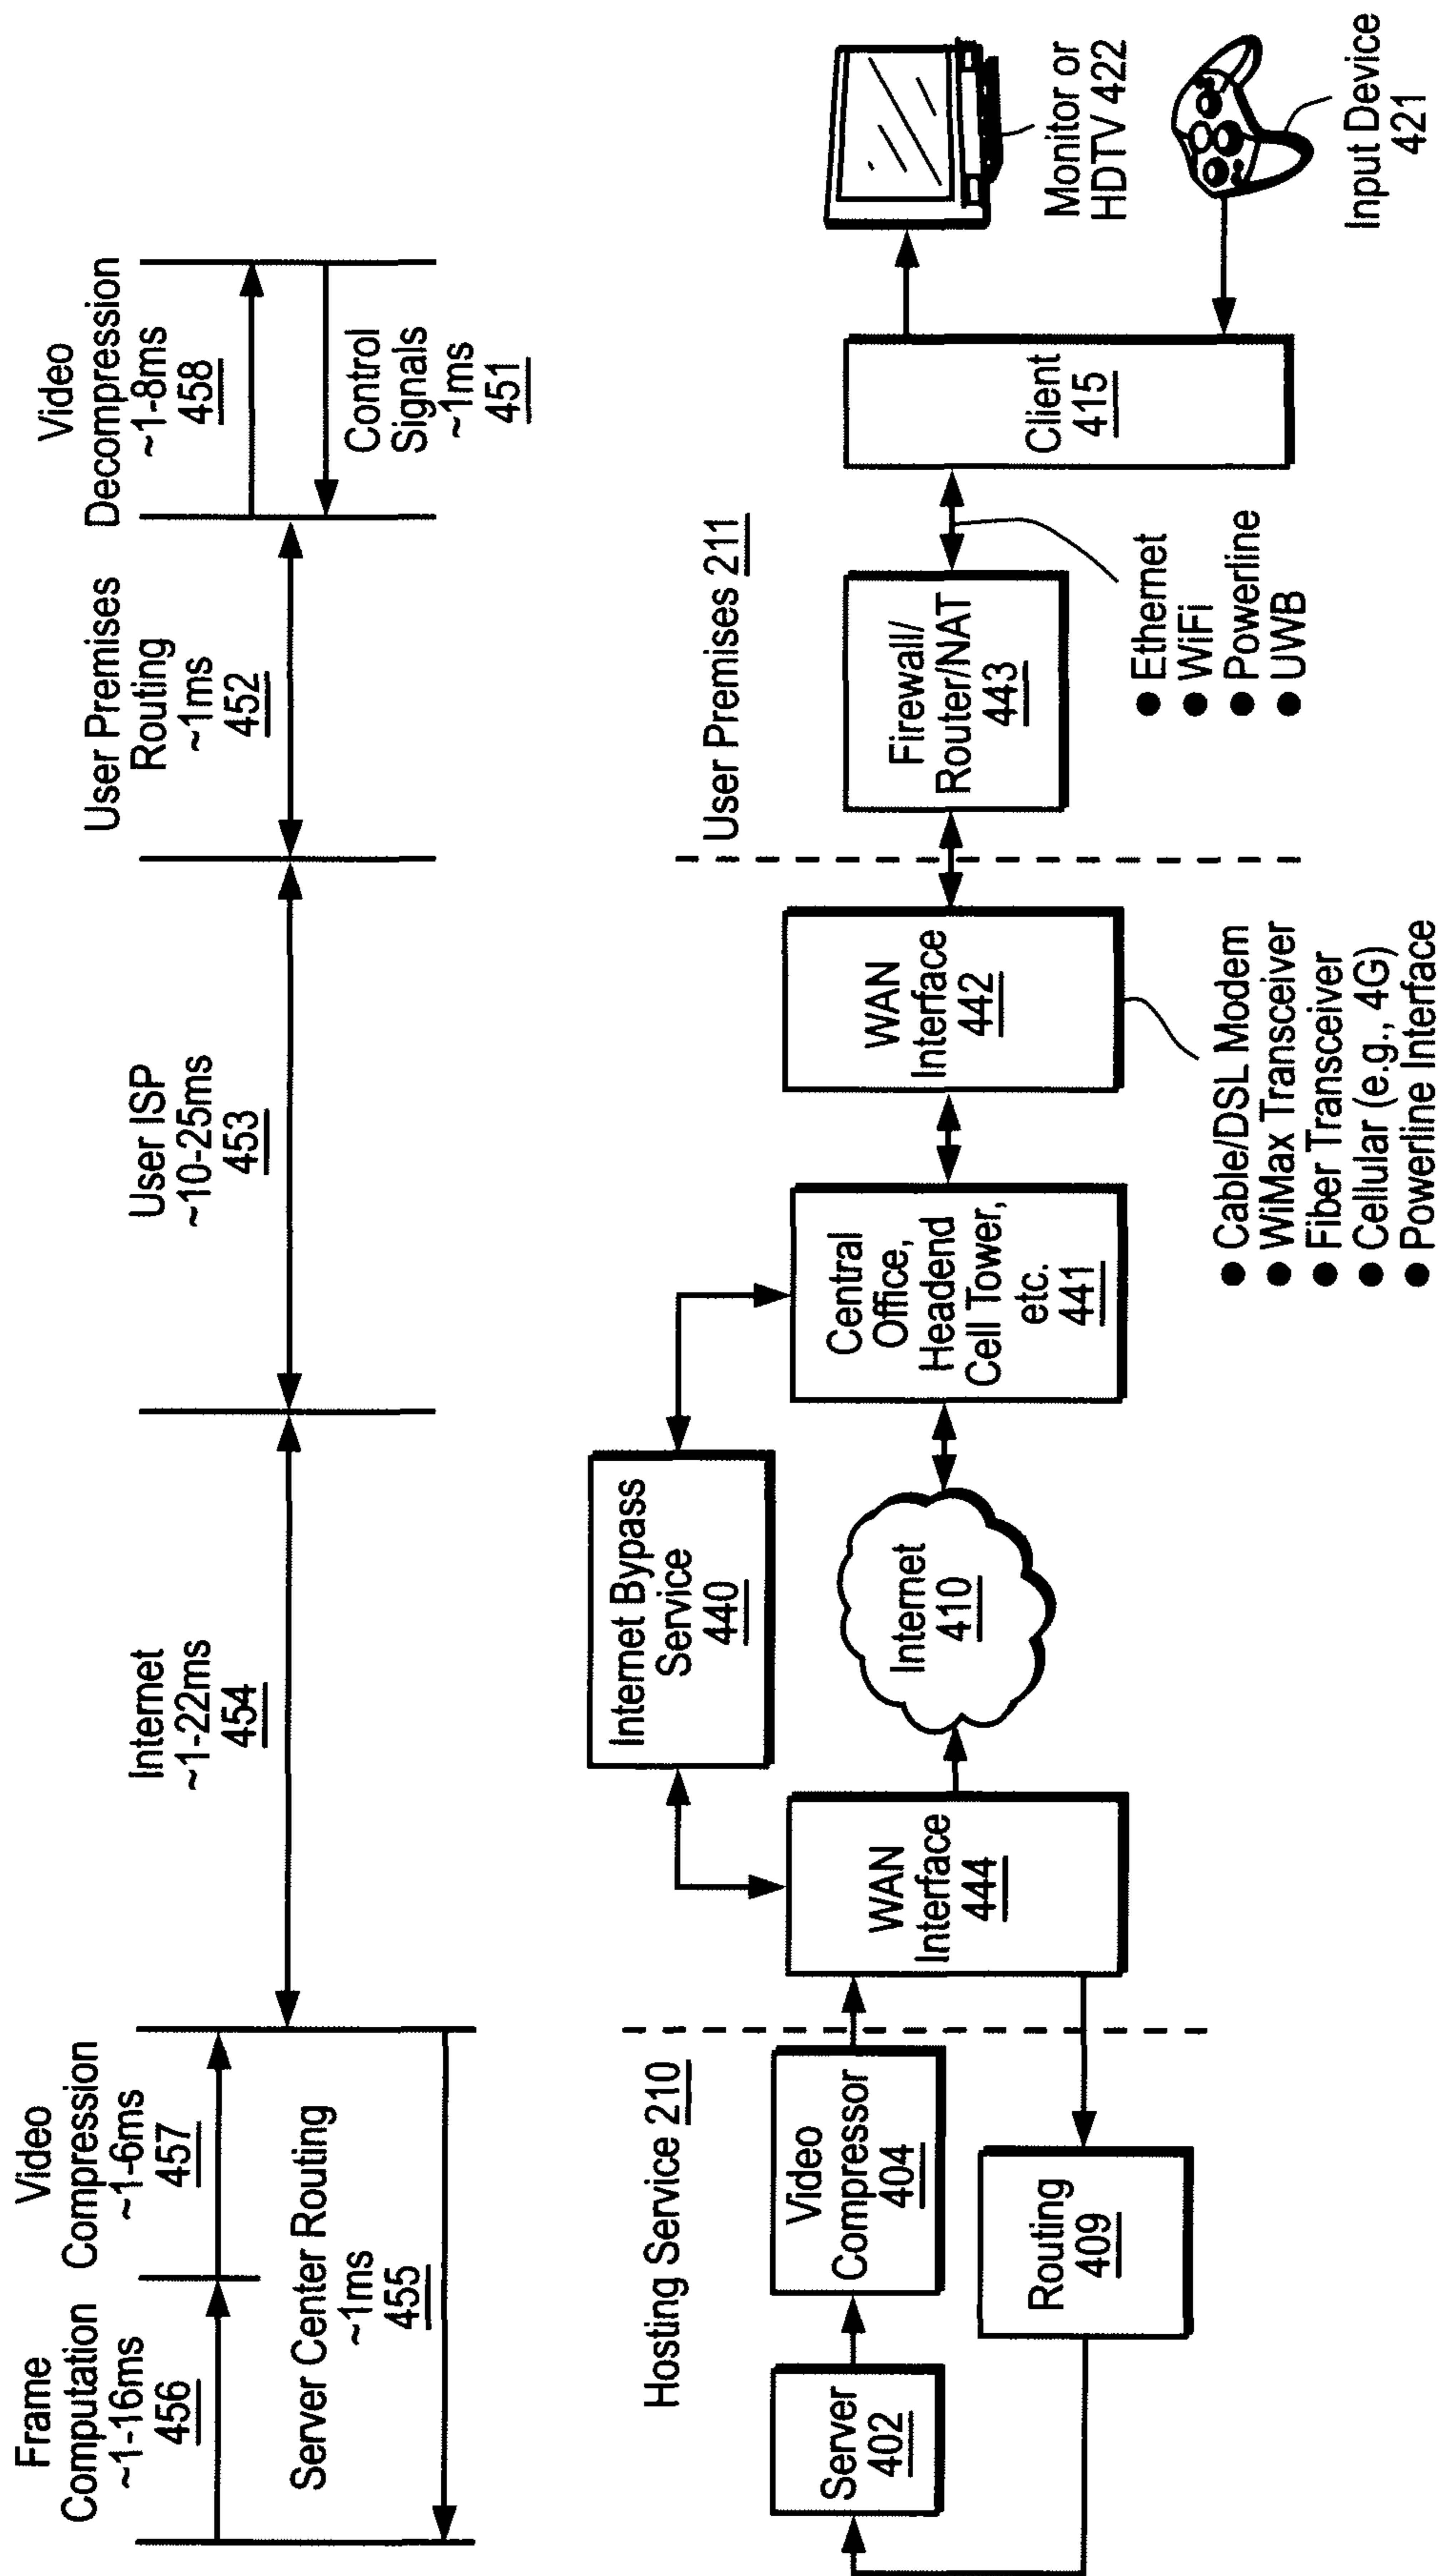 Frame
Computation
~1-16ms
456
Video
Compression
~1-6ms
457
Server Center Routing
~1ms
455
Internet
~1-22ms
454
User ISP
~10-25ms
453
User Premises
Routing
~1ms
452
Video
Decompression
~1-8ms
458
Control
Signals
~1ms
451
Hosting Service 210
Server
402
Video
Compressor
404
Routing
409
WAN
Interface
444
Internet Bypass
Service
440
Internet
410
Central
Office,
Headend
Cell Tower,
etc.
441
WAN
Interface
442
● Cable/DSL Modem
● WiMax Transceiver
● Fiber Transceiver
● Cellular (e.g., 4G)
● Powerline Interface
User Premises 211
Firewall/
Router/NAT
443
● Ethernet
● WiFi
● Powerline
● UWB
Client
415
Monitor or
HDTV 422
Input Device
421